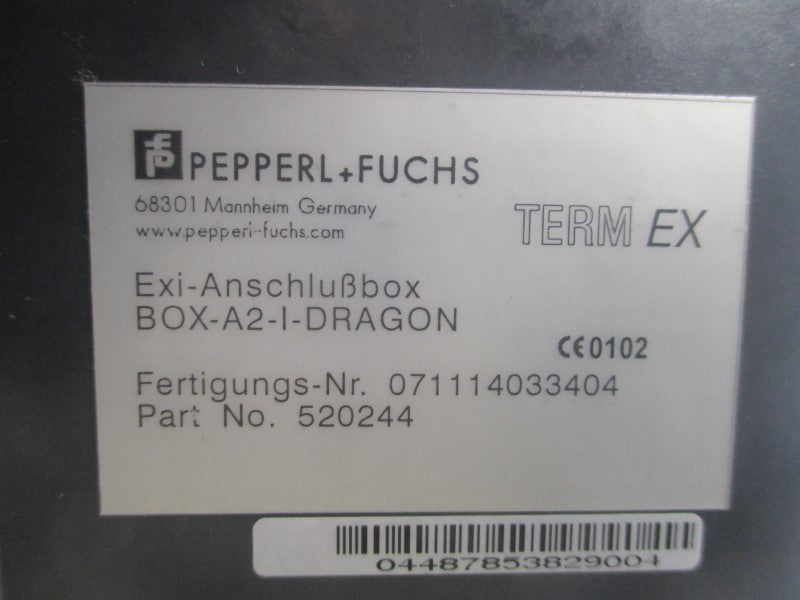 PEPPERL+FUCHS
68301 Mannheim Germany
www.pepperl-fuchs.com
TERM EX
Exi-Anschlußbox
BOX-A2-I-DRAGON
CE0102
Fertigungs-Nr. 071114033404
Part No. 520244
04487853829004